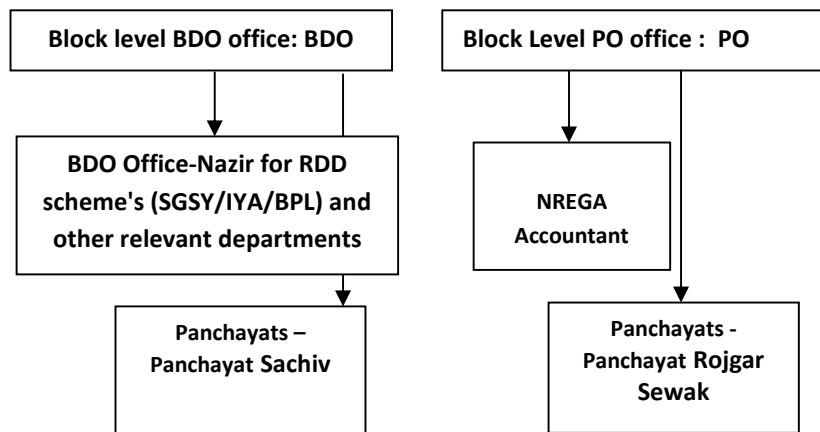 Block level BDO office: BDO
BDO Office-Nazir for RDD
scheme's (SGSY/IYA/BPL) and
other relevant departments
Panchayats –
Panchayat Sachiv
Block Level PO office : PO
NREGA
Accountant
Panchayats -
Panchayat Rojgar
Sewak